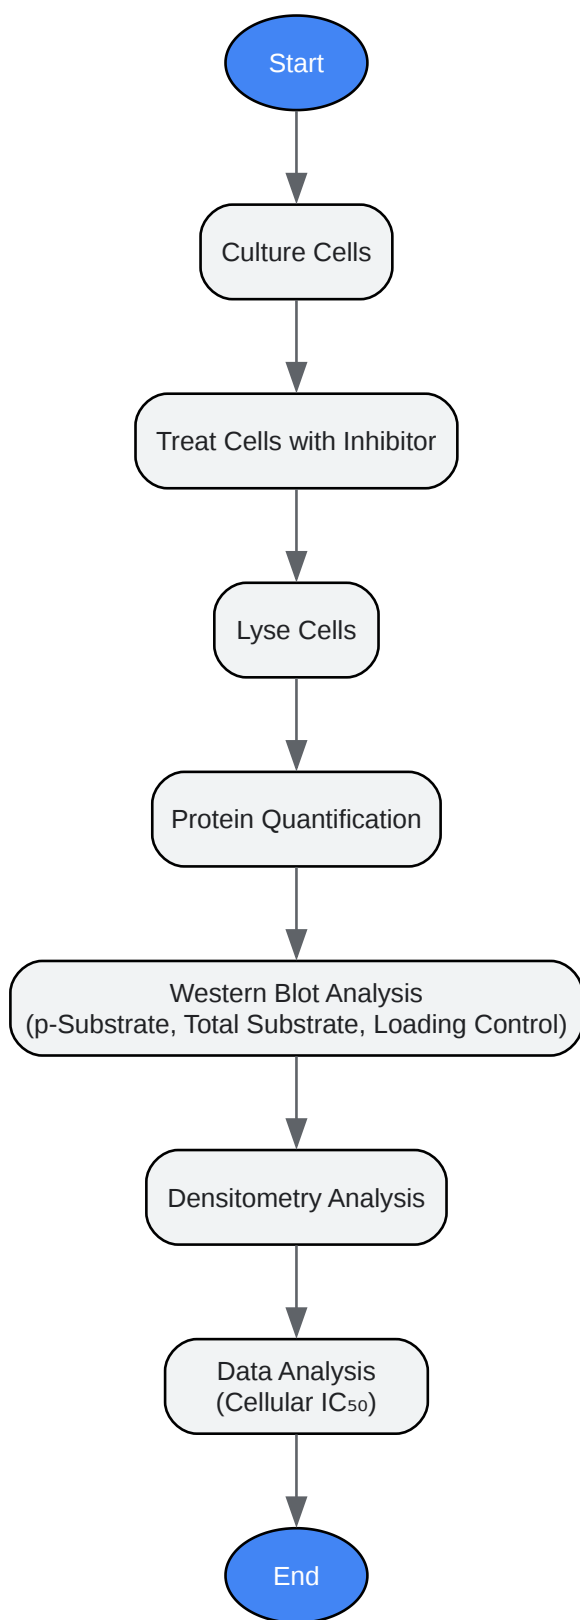 Start
Culture Cells
Treat Cells with Inhibitor
Lyse Cells
Protein Quantification
Western Blot Analysis
(p-Substrate, Total Substrate, Loading Control)
Densitometry Analysis
Data Analysis
(Cellular IC₅₀)
End